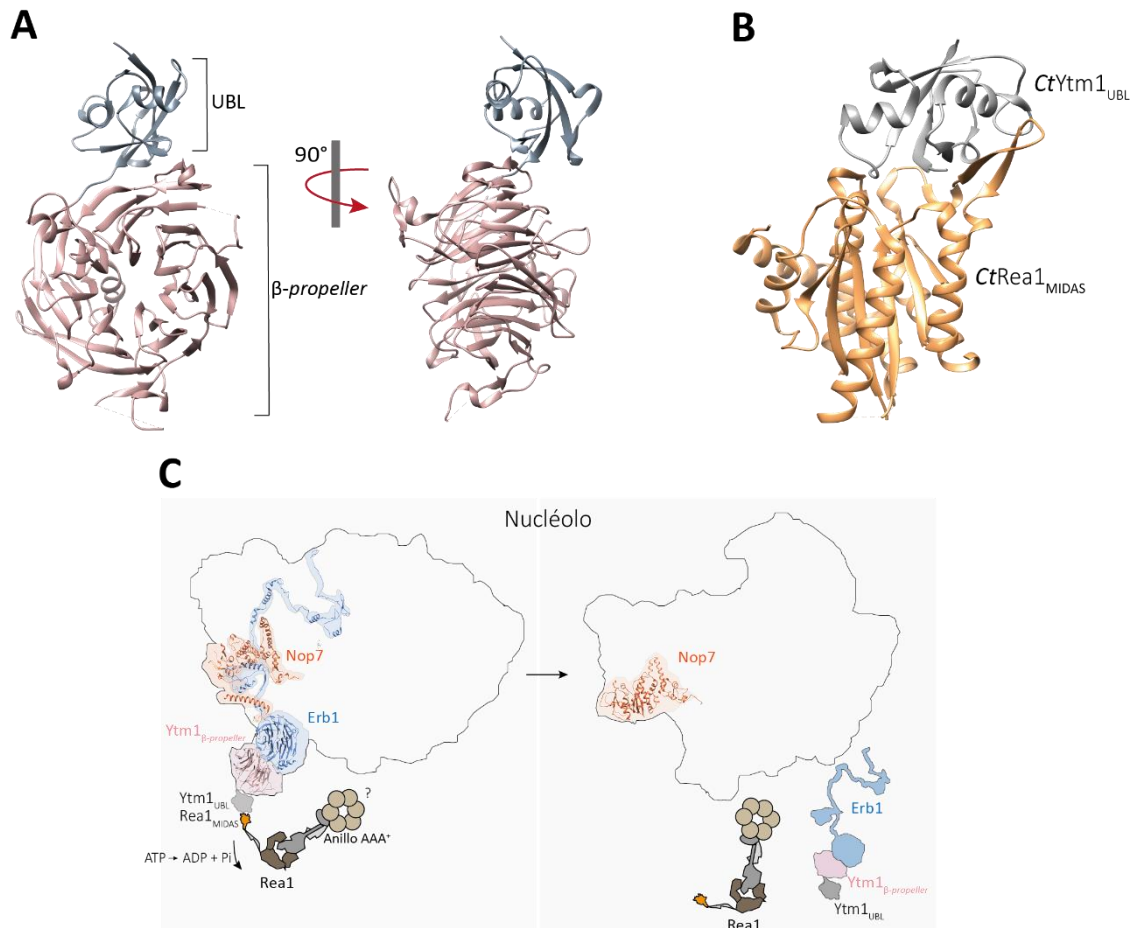 A
B
UBL
90°
β-propeller
CtYtm1UBL
CtRea1MIDAS
C
Nucléolo
Nop7
Erb1
Ytm1β-propeller
Ytm1UBL
Rea1MIDAS
?
Anillo AAA+
ATP → ADP + Pi
Rea1
Nop7
Erb1
Ytm1β-propeller
Ytm1UBL
Rea1